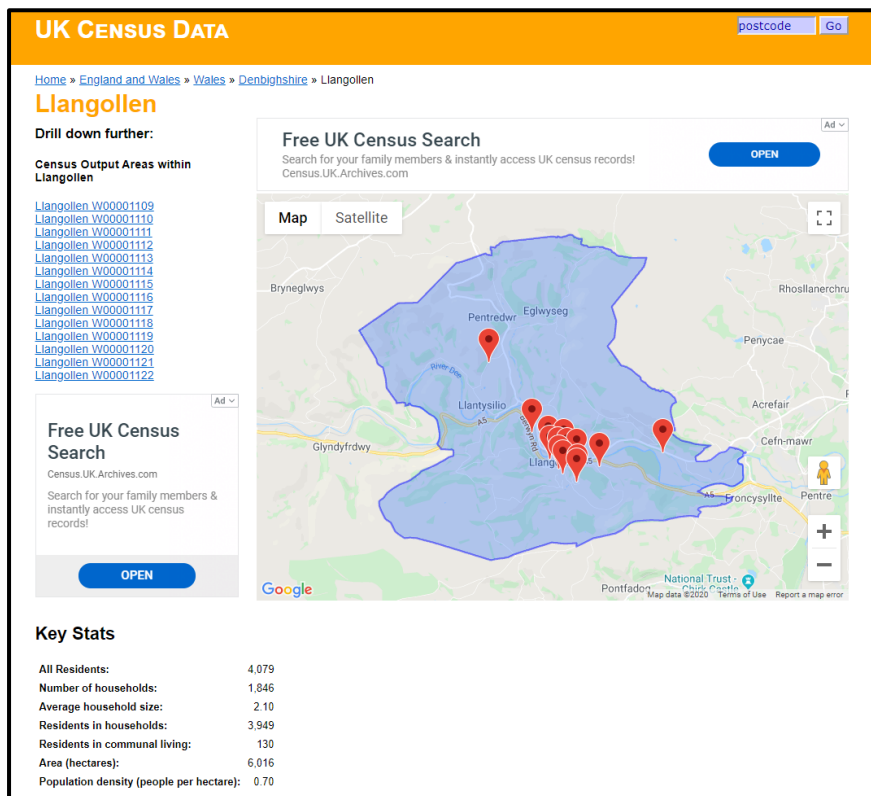 UK CENSUS DATA
postcode Go
Home » England and Wales » Wales » Denbighshire » Llangollen
Llangollen
Drill down further:
Census Output Areas within
Llangollen
Llangollen W00001109
Llangollen W00001110
Llangollen W00001111
Llangollen W00001112
Llangollen W00001113
Llangollen W00001114
Llangollen W00001115
Llangollen W00001116
Llangollen W00001117
Llangollen W00001118
Llangollen W00001119
Llangollen W00001120
Llangollen W00001121
Llangollen W00001122
Ad
Free UK Census
Search
Census.UK.Archives.com
Search for your family members &
instantly access UK census
records!
OPEN
Ad
Free UK Census Search
Search for your family members & instantly access UK census records!
Census.UK.Archives.com
OPEN
Map Satellite
Bryneglwys
Rhosllanerchru
Eglwyseg
Pentredwr
Penycae
River Dee
Llantysilio
Acrefair
A5
Berwyn Rd
Glyndyfrdwy
Cefn-mawr
A5
A5
Froncysyllte
Pentre
+
−
National Trust -
Chirk Castle
Pontfadog
Google
Map data ©2020 Terms of Use Report a map error
Key Stats
All Residents: 4,079
Number of households: 1,846
Average household size: 2.10
Residents in households: 3,949
Residents in communal living: 130
Area (hectares): 6,016
Population density (people per hectare): 0.70